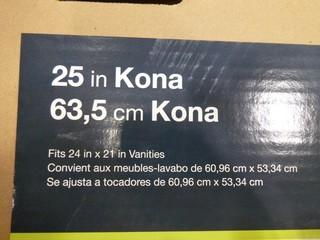 25 in Kona
63,5 cm Kona
Fits 24 in x 21 in Vanities
Convient aux meubles-lavabo de 60,96 cm x 53,34 cm
Se ajusta a tocadores de 60,96 cm x 53,34 cm